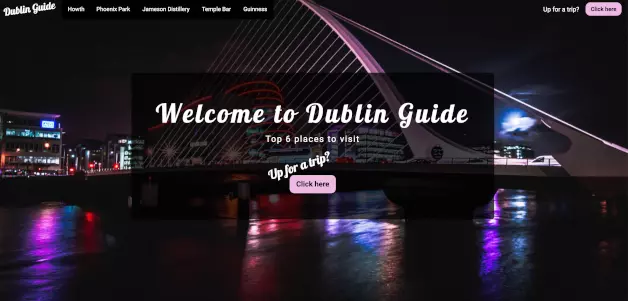 Dublin Guide
Howth Phoenix Park Jameson Distillery Temple Bar Guinness
Up for a trip? Click here
Welcome to Dublin Guide
Top 6 places to visit
Up for a trip?
Click here